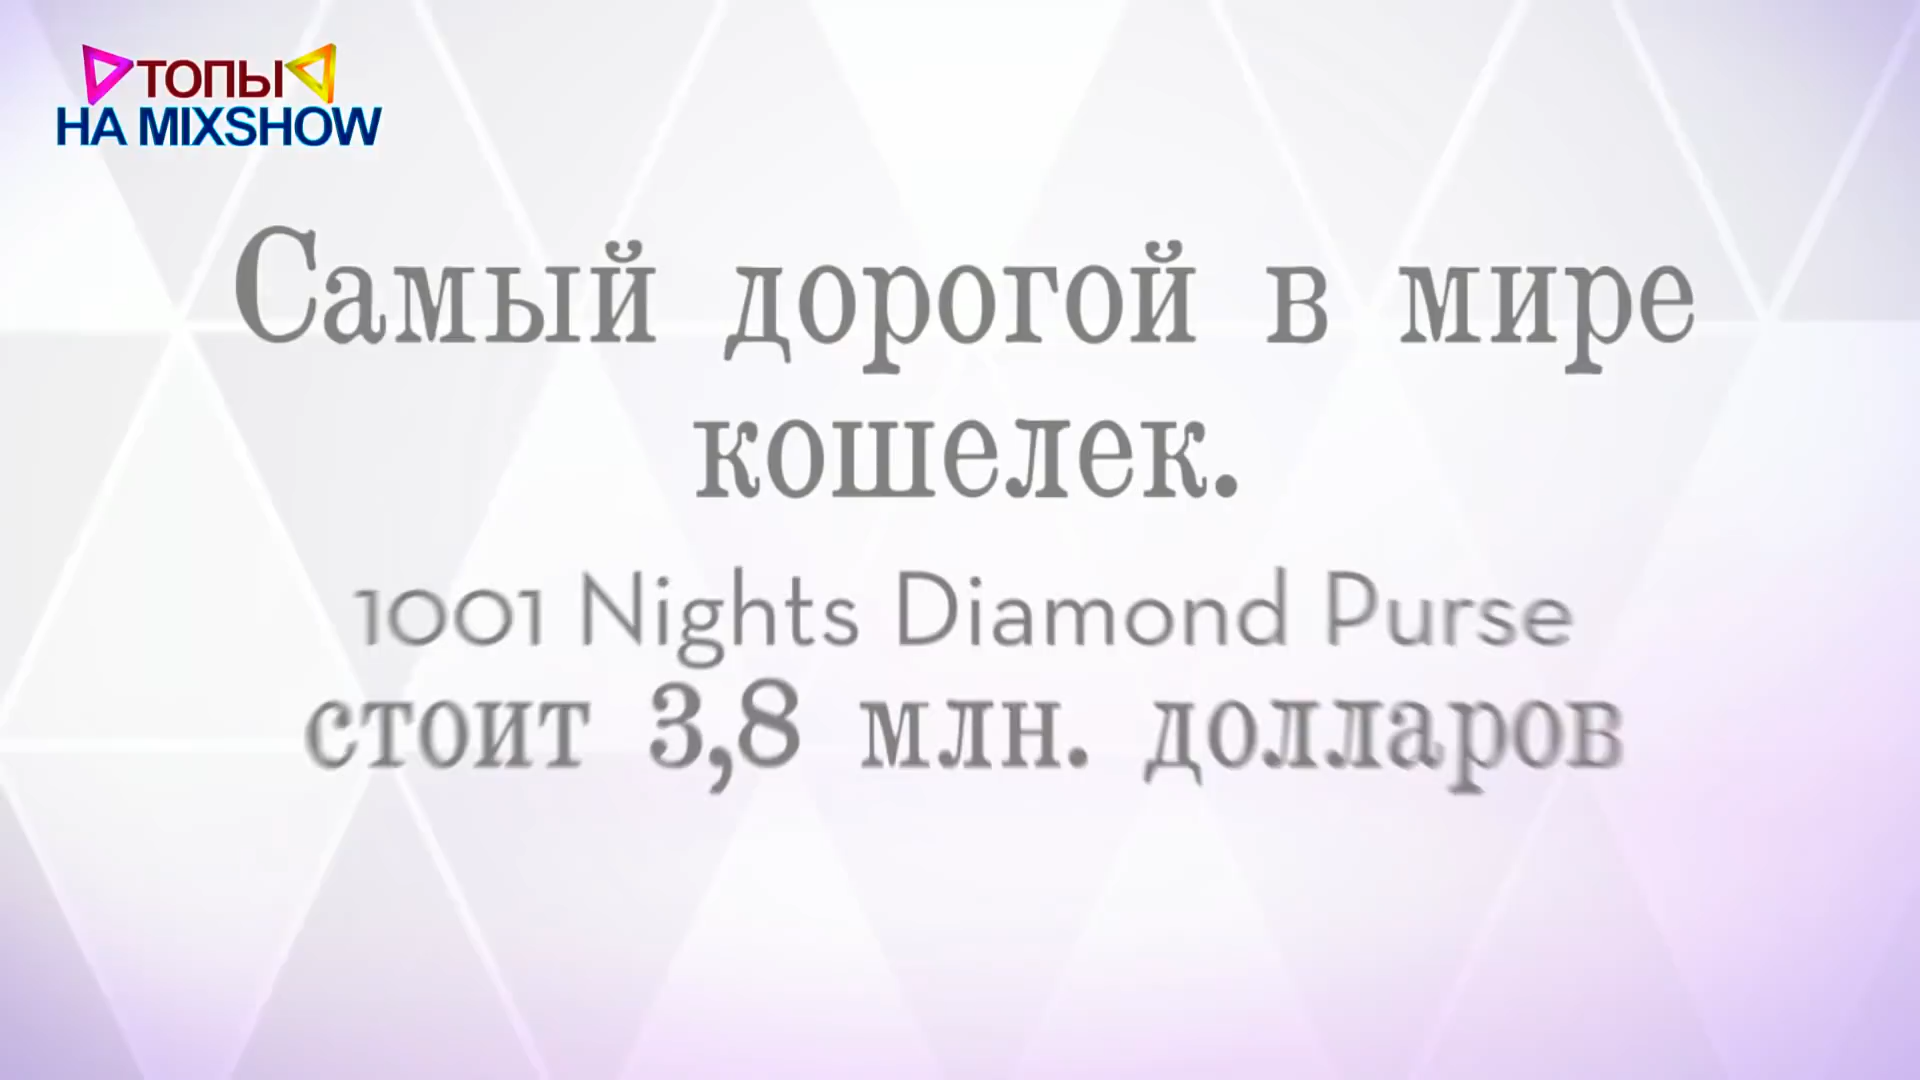 ТОПЫ
НА MIXSHOW
Самый дорогой в мире
кошелек.
1001 Nights Diamond Purse
стоит 3,8 млн. долларов